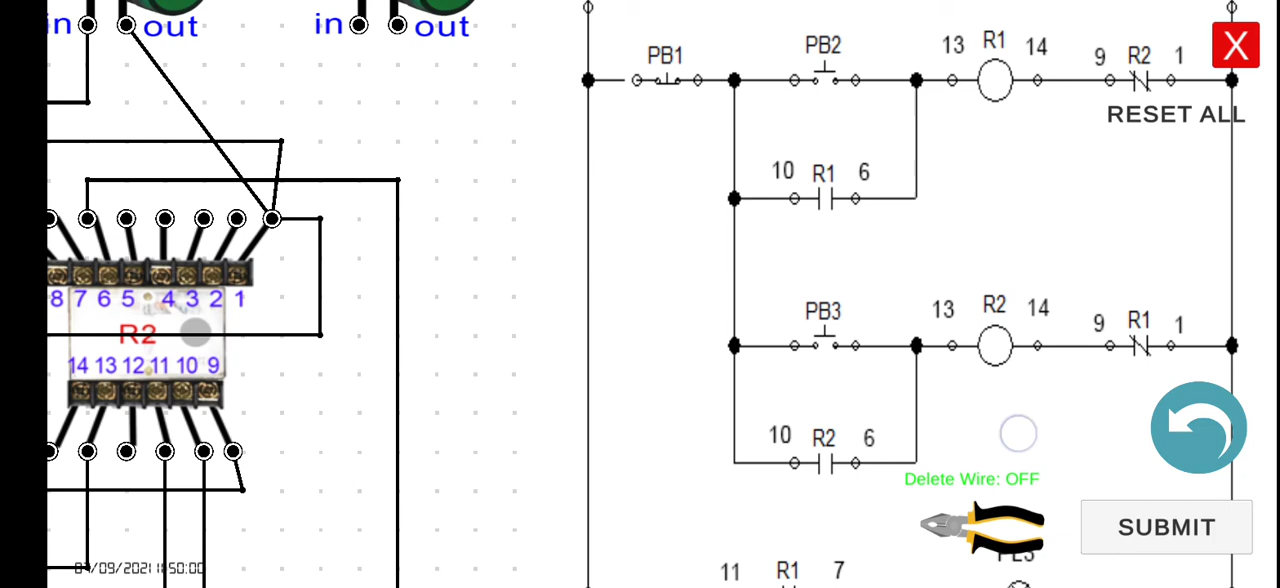 in out in out
8 7 6 5 4 3 2 1
R2
14 13 12 11 10 9
PB1 PB2 13 R1 14 9 R2 1
X
RESET ALL
10 R1 6
PB3 13 R2 14 9 R1 1
10 R2 6
Delete Wire: OFF
SUBMIT
11 R1 7